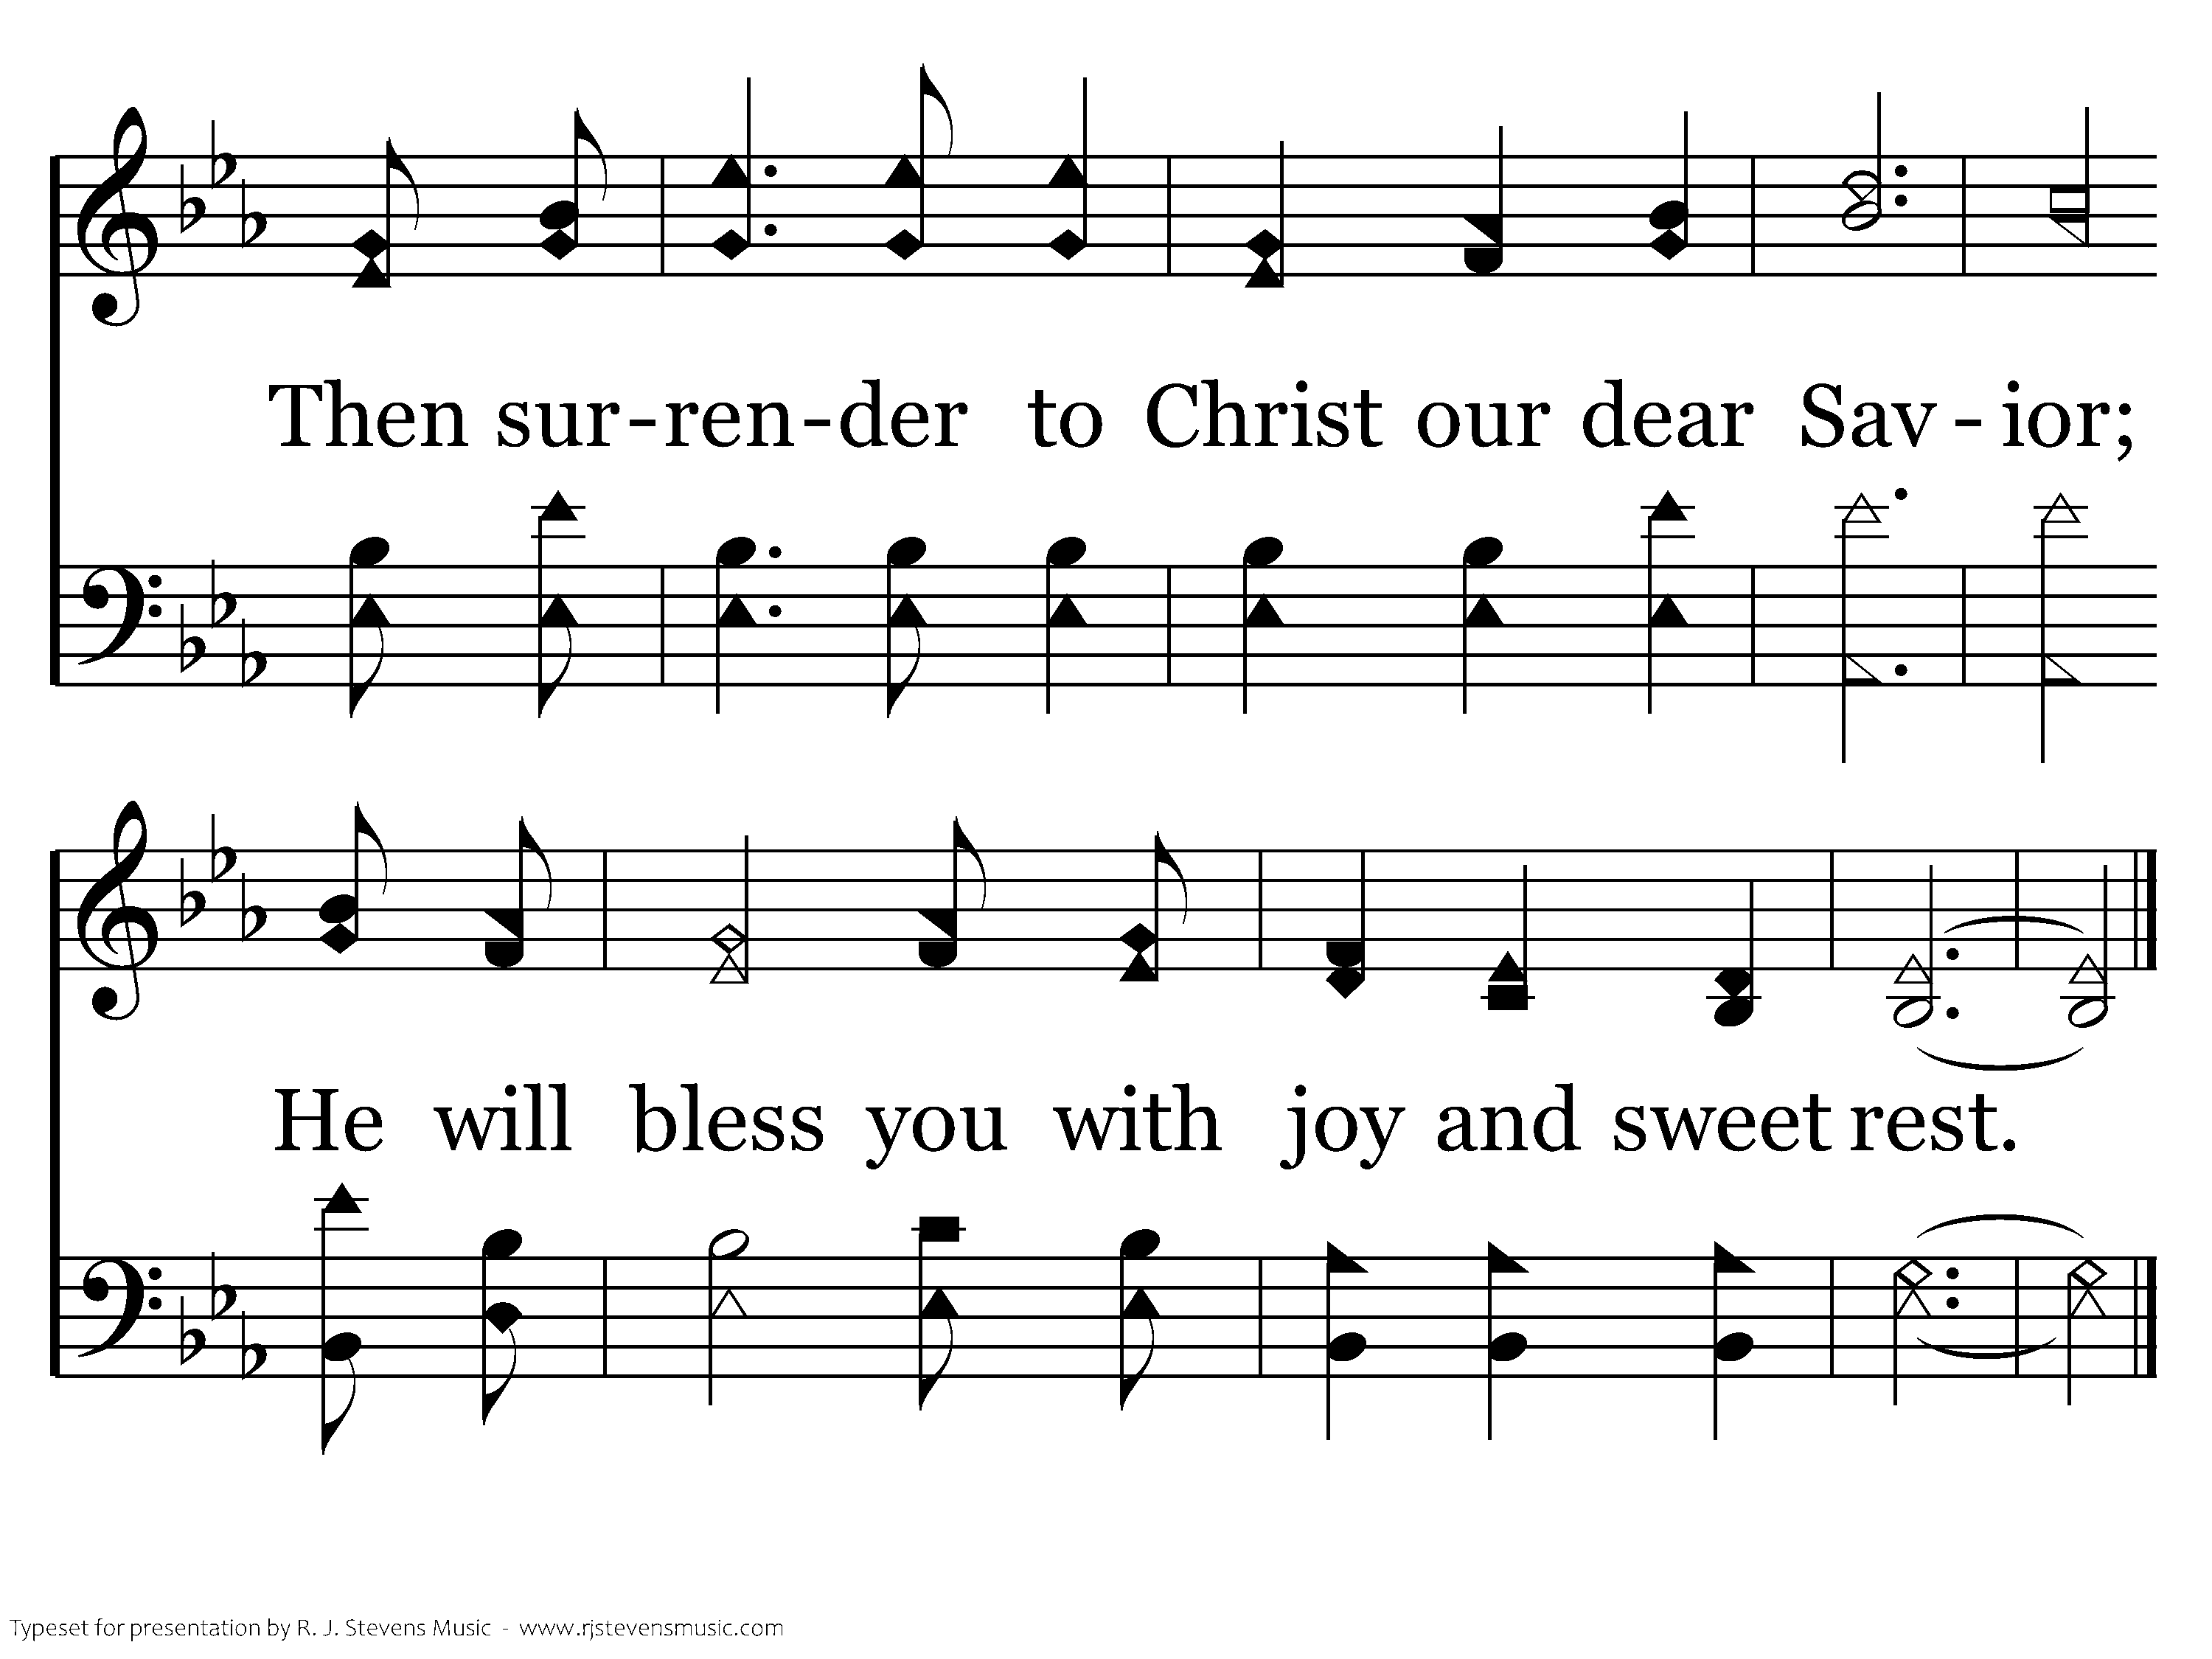 Then sur-ren-der to Christ our dear Sav-ior;
He will bless you with joy and sweet rest.
Typeset for presentation by R. J. Stevens Music - www.rjstevensmusic.com